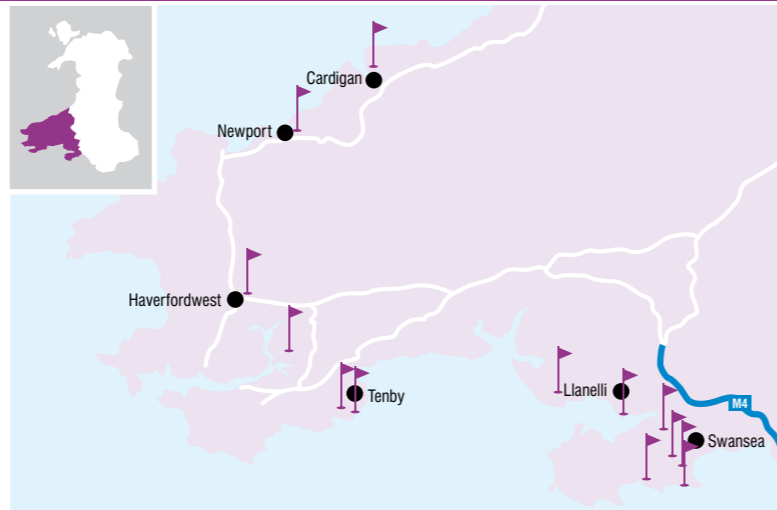 Cardigan
Newport
Haverfordwest
Tenby
Llanelli
M4
Swansea